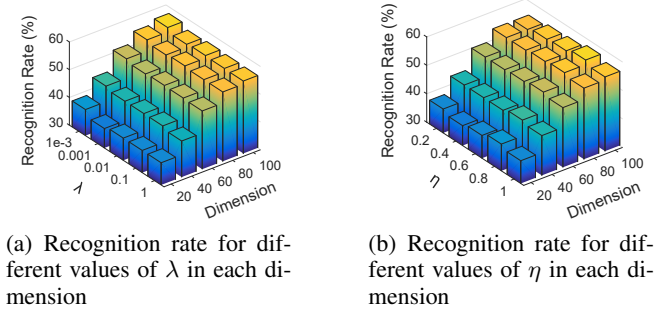 60
50
40
30
Recognition Rate (%)
1e-3
0.001
0.01
0.1
1
λ
20
40
60
80
100
Dimension
60
50
40
30
Recognition Rate (%)
0.2
0.4
0.6
0.8
1
η
20
40
60
80
100
Dimension
(a) Recognition rate for dif-
ferent values of λ in each di-
mension
(b) Recognition rate for dif-
ferent values of η in each di-
mension